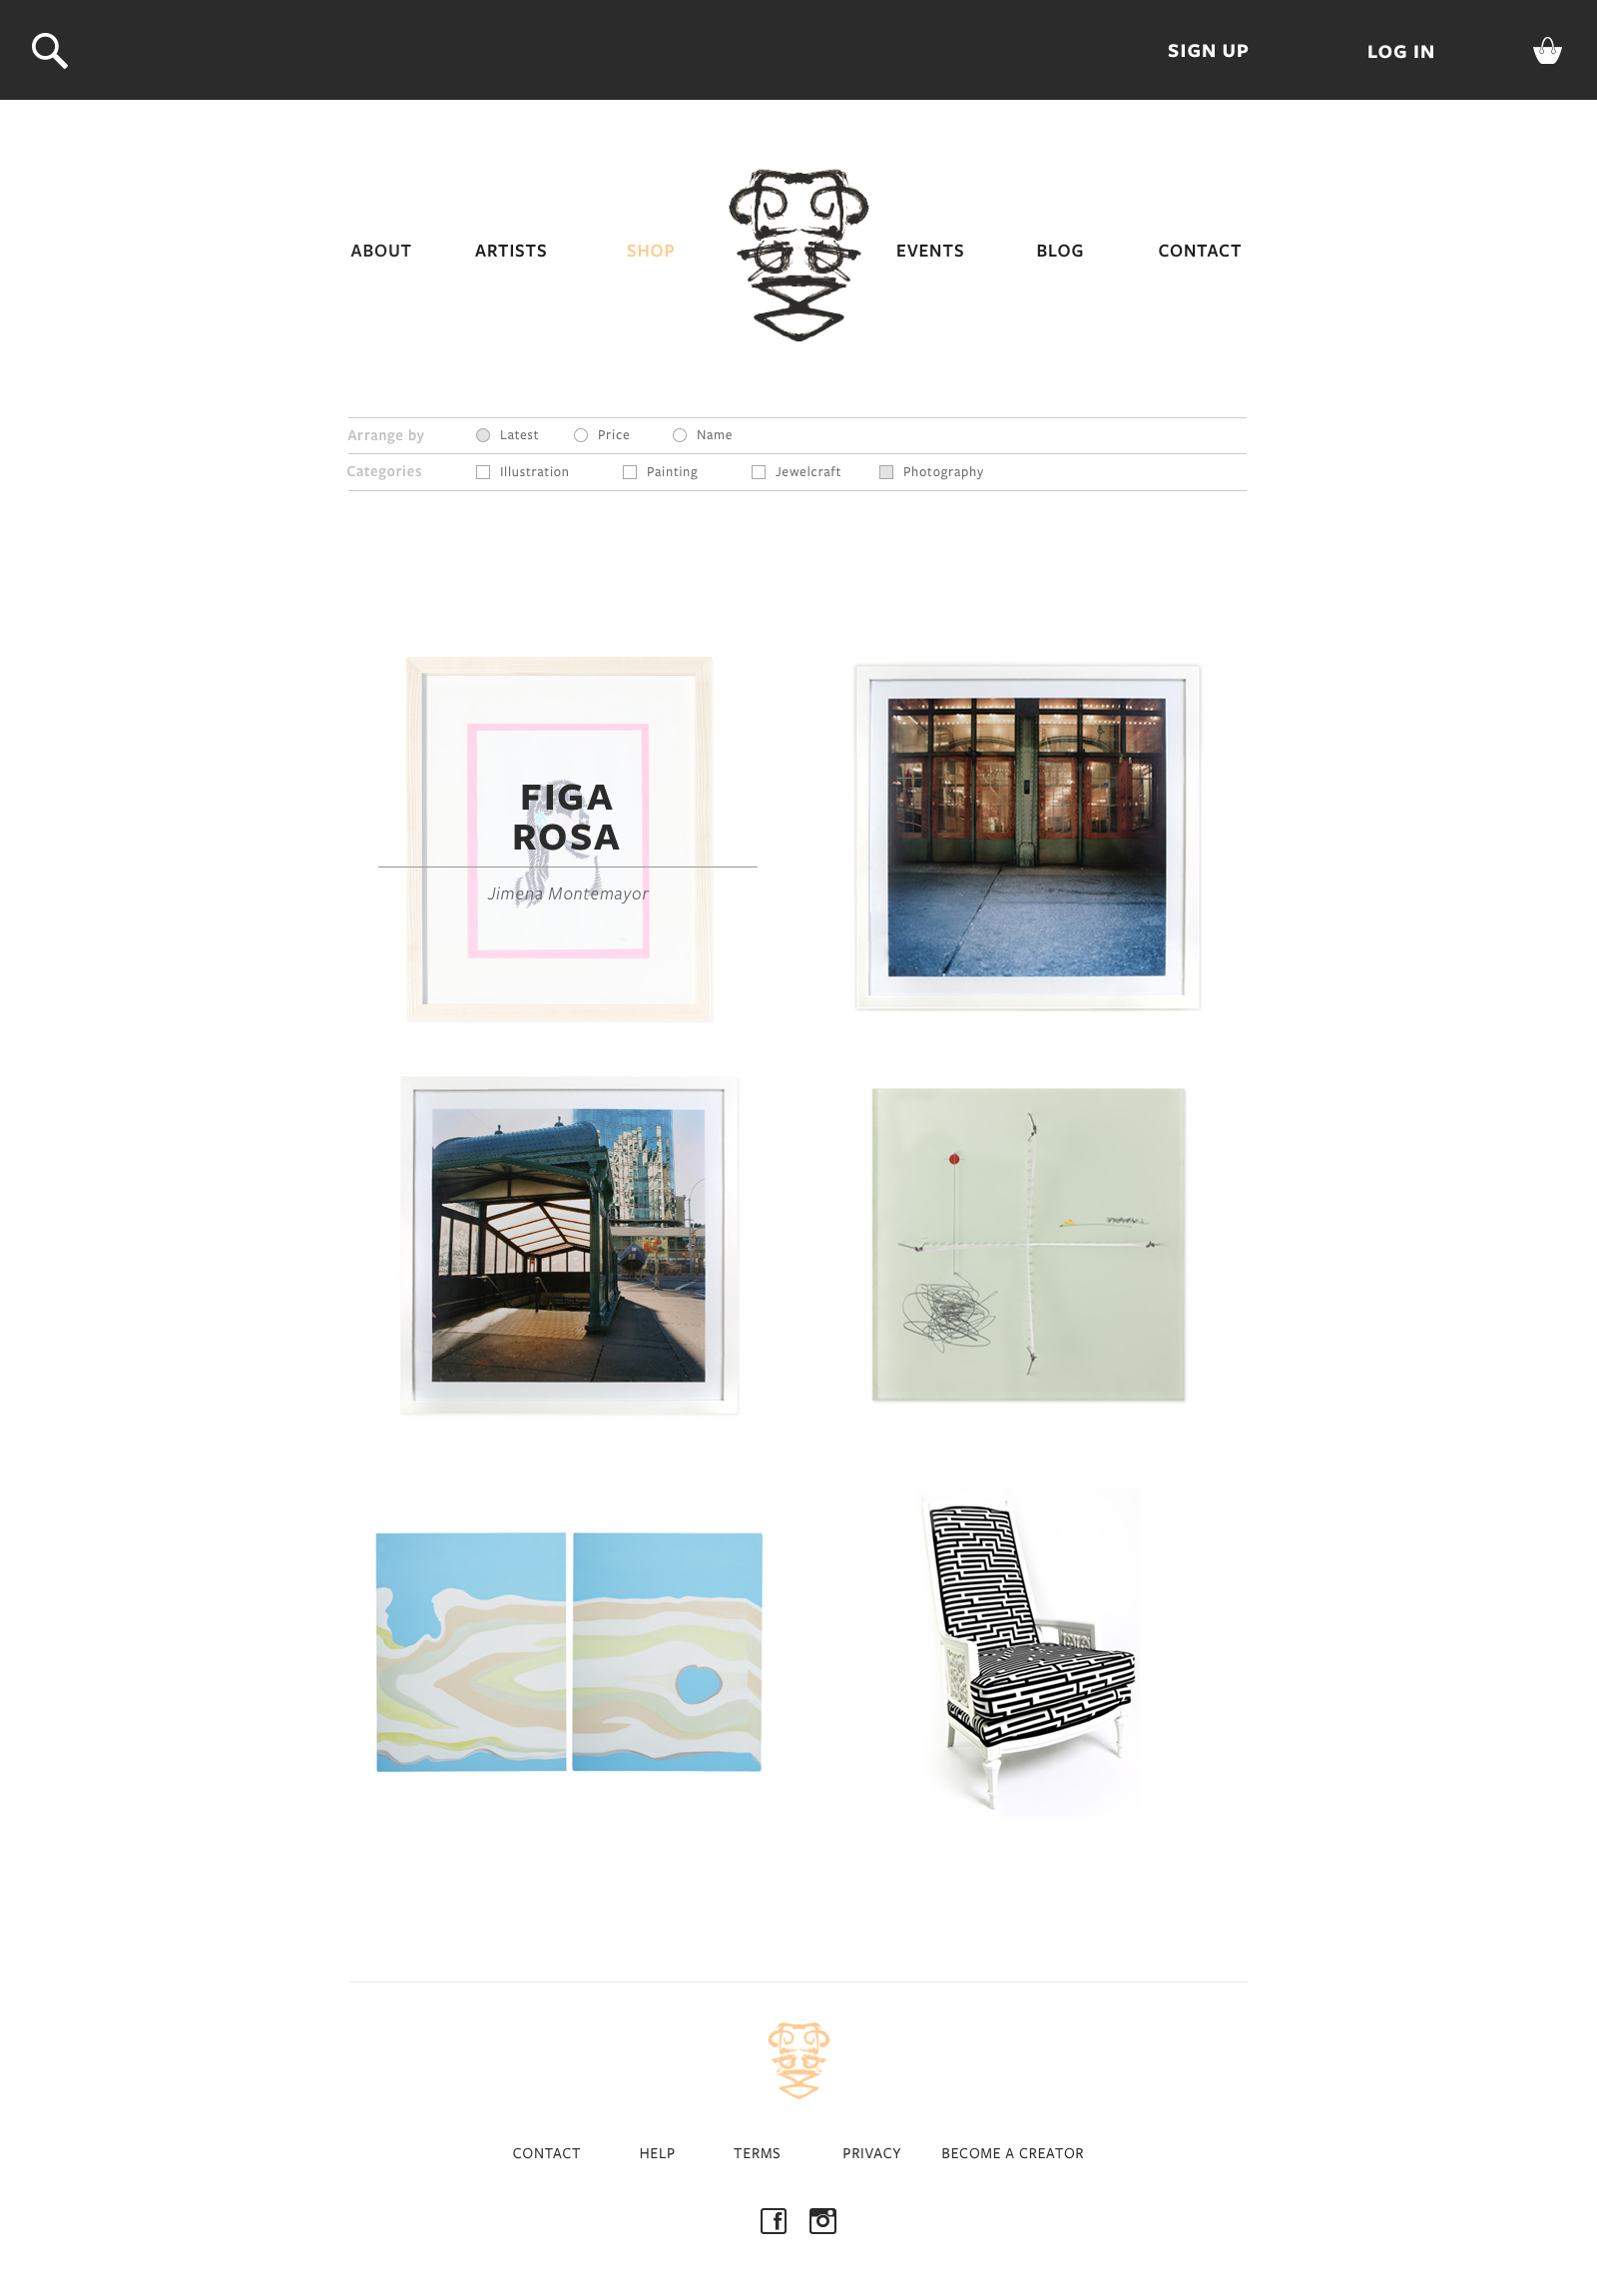 SIGN UP
LOG IN
ABOUT
ARTISTS
SHOP
EVENTS
BLOG
CONTACT
Arrange by
Latest
Price
Name
Categories
Illustration
Painting
Jewelcraft
Photography
FIGA
ROSA
Jimena Montemayor
CONTACT
HELP
TERMS
PRIVACY
BECOME A CREATOR